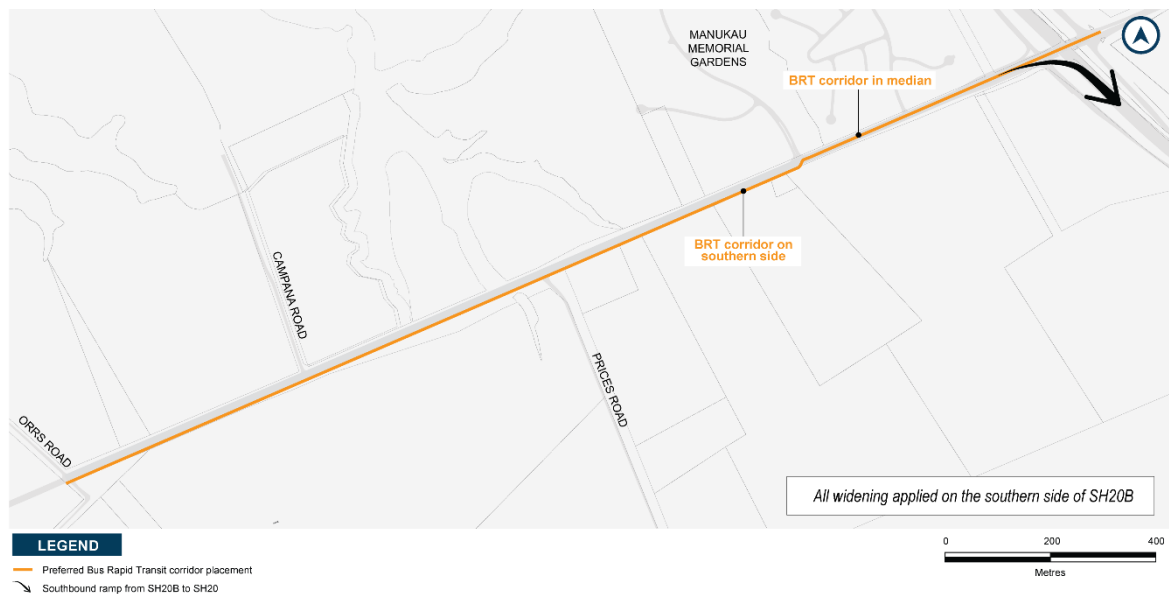 MANUKAU
MEMORIAL
GARDENS
BRT corridor in median
BRT corridor on
southern side
CAMPANA ROAD
PRICES ROAD
ORRS ROAD
All widening applied on the southern side of SH20B
LEGEND
Preferred Bus Rapid Transit corridor placement
Southbound ramp from SH20B to SH20
0 200 400
Metres